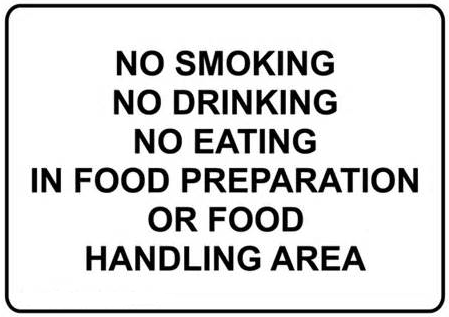 NO SMOKING
NO DRINKING
NO EATING
IN FOOD PREPARATION
OR FOOD
HANDLING AREA